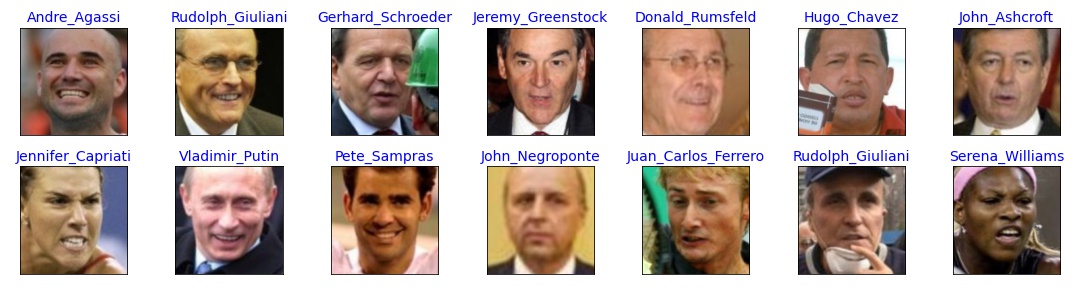 Andre_Agassi
Rudolph_Giuliani
Gerhard_Schroeder
Jeremy_Greenstock
Donald_Rumsfeld
Hugo_Chavez
John_Ashcroft
Jennifer_Capriati
Vladimir_Putin
Pete_Sampras
John_Negroponte
Juan_Carlos_Ferrero
Rudolph_Giuliani
Serena_Williams